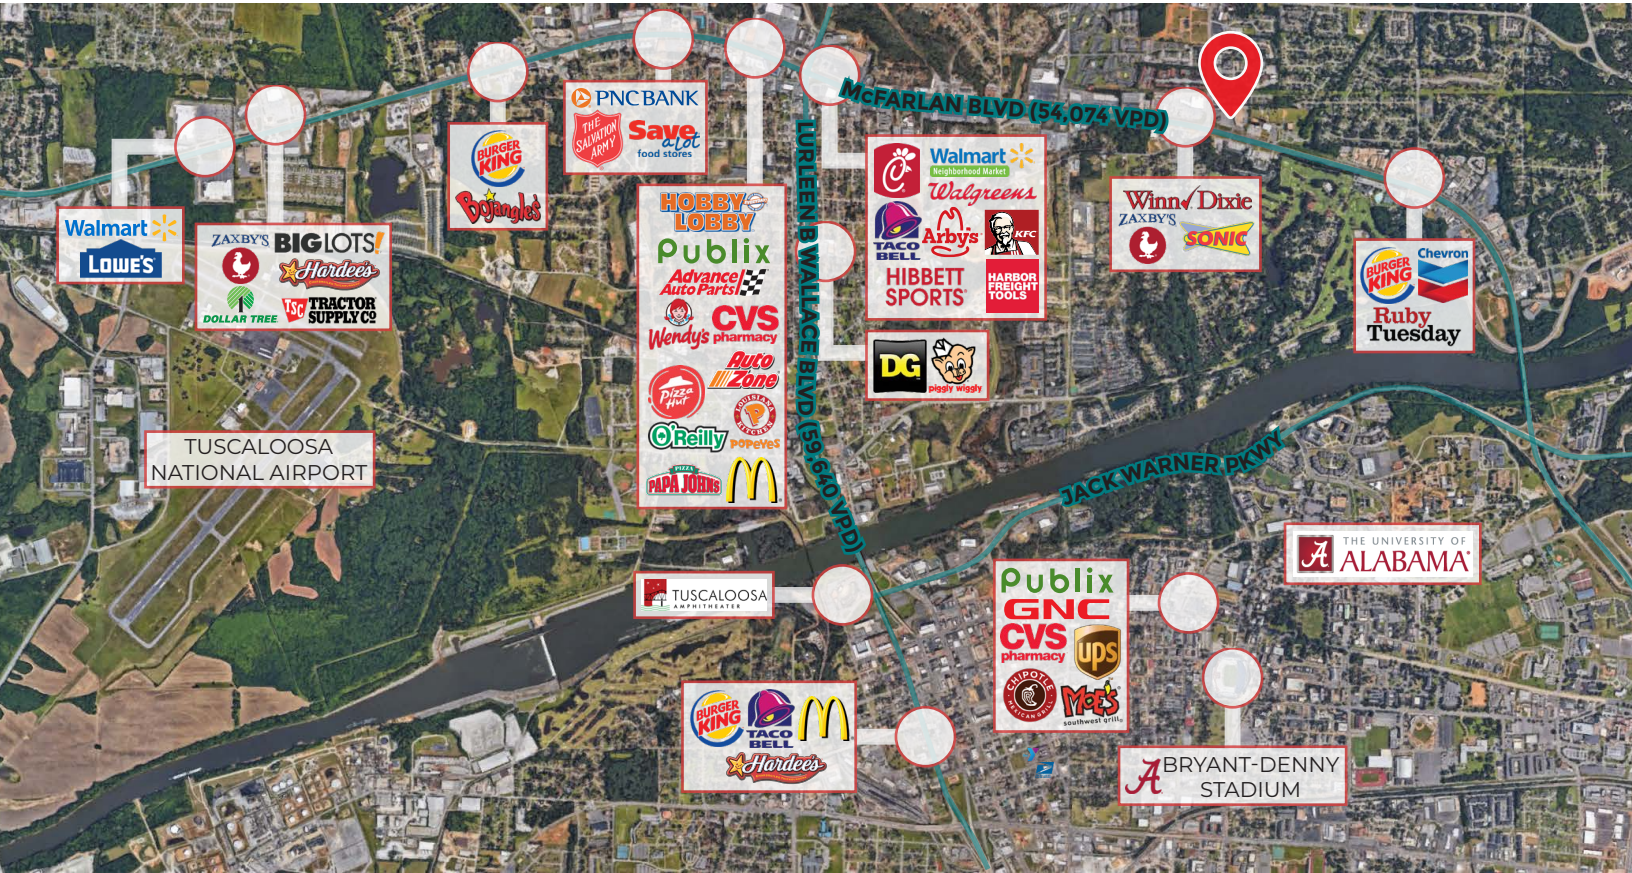 McFARLAN BLVD (54,074 VPD)
LURLEEN B WALLACE BLVD (59,640 VPD)
JACK WARNER PKWY
Walmart
LOWE'S
ZAXBY'S
BIG LOTS!
Hardee's
DOLLAR TREE
TSC
TRACTOR
SUPPLY CO
BURGER
KING
Bojangles'
PNC BANK
THE
SALVATION
ARMY
Save
a lot
food stores
HOBBY
LOBBY
Publix
Advance
Auto Parts
Wendy's
CVS
pharmacy
Auto
Zone
Pizza
Hut
LOUISIANA
KITCHEN
POPEYES
O'Reilly
PIZZA
PAPA JOHNS
Walmart
Neighborhood Market
Walgreens
TACO
BELL
Arby's
KFC
HIBBETT
SPORTS
HARBOR
FREIGHT
TOOLS
DG
piggly wiggly
Winn Dixie
ZAXBY'S
SONIC
BURGER
KING
Chevron
Ruby
Tuesday
TUSCALOOSA
NATIONAL AIRPORT
TUSCALOOSA
AMPHITHEATER
THE UNIVERSITY OF
ALABAMA
Publix
GNC
CVS
pharmacy
ups
CHIPOTLE
MEXICAN GRILL
MOE'S
southwest grill
BURGER
KING
TACO
BELL
Hardee's
A BRYANT-DENNY
STADIUM